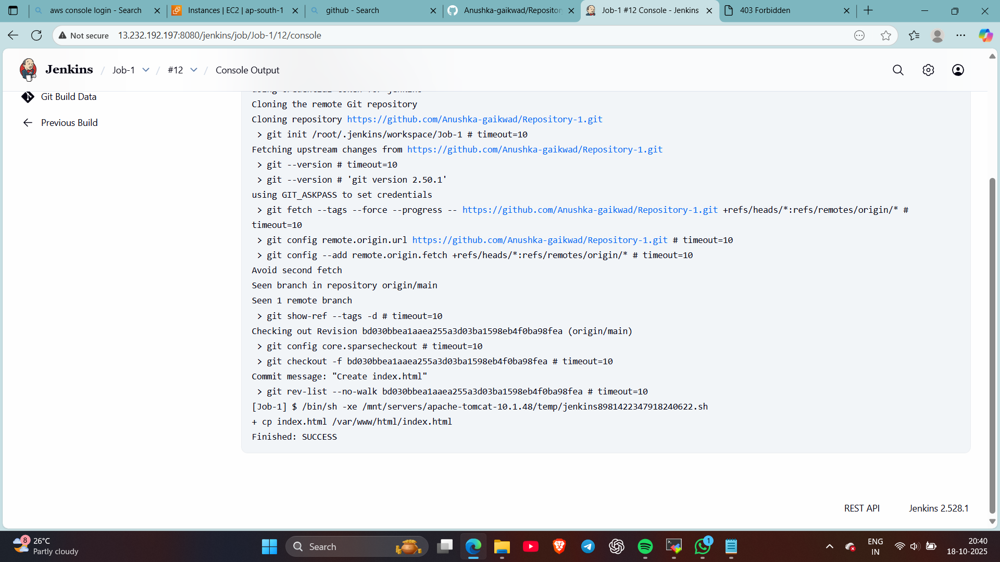 aws console login - Search
Instances | EC2 | ap-south-1
github - Search
Anushka-gaikwad/Repository
Job-1 #12 Console - Jenkins
403 Forbidden
Not secure
13.232.192.197:8080/jenkins/job/Job-1/12/console
Jenkins / Job-1 / #12 / Console Output
Git Build Data
Previous Build
using credential token for jenkins
Cloning the remote Git repository
Cloning repository https://github.com/Anushka-gaikwad/Repository-1.git
> git init /root/.jenkins/workspace/Job-1 # timeout=10
Fetching upstream changes from https://github.com/Anushka-gaikwad/Repository-1.git
> git --version # timeout=10
> git --version # 'git version 2.50.1'
using GIT_ASKPASS to set credentials
> git fetch --tags --force --progress -- https://github.com/Anushka-gaikwad/Repository-1.git +refs/heads/*:refs/remotes/origin/* #
timeout=10
> git config remote.origin.url https://github.com/Anushka-gaikwad/Repository-1.git # timeout=10
> git config --add remote.origin.fetch +refs/heads/*:refs/remotes/origin/* # timeout=10
Avoid second fetch
Seen branch in repository origin/main
Seen 1 remote branch
> git show-ref --tags -d # timeout=10
Checking out Revision bd030bbea1aaea255a3d03ba1598eb4f0ba98fea (origin/main)
> git config core.sparsecheckout # timeout=10
> git checkout -f bd030bbea1aaea255a3d03ba1598eb4f0ba98fea # timeout=10
Commit message: "Create index.html"
> git rev-list --no-walk bd030bbea1aaea255a3d03ba1598eb4f0ba98fea # timeout=10
[Job-1] $ /bin/sh -xe /mnt/servers/apache-tomcat-10.1.48/temp/jenkins8981422347918240622.sh
+ cp index.html /var/www/html/index.html
Finished: SUCCESS
REST API
Jenkins 2.528.1
8
26°C
Partly cloudy
Search
1
ENG
IN
20:40
18-10-2025